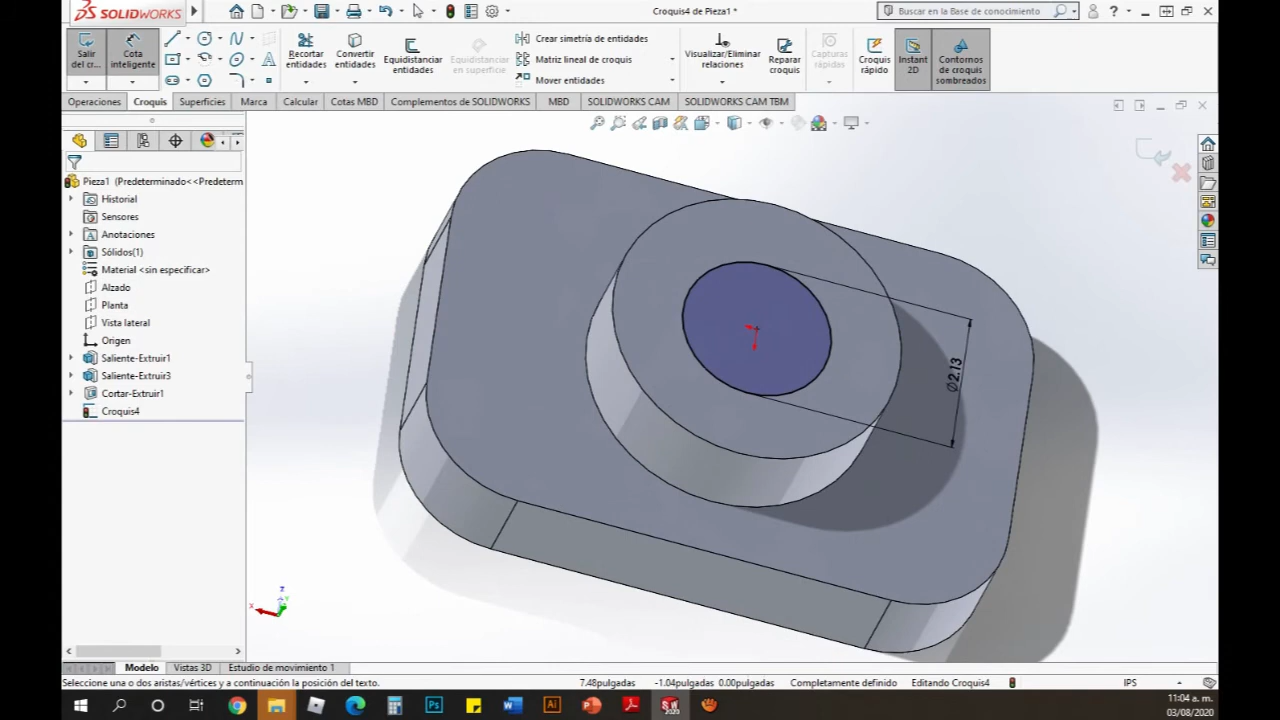 SOLIDWORKS
Croquis4 de Pieza1 *
Buscar en la Base de conocimiento
Salir del cr...
Cota inteligente
Recortar entidades
Convertir entidades
Equidistanciar entidades
Equidistanciar en superficie
Crear simetría de entidades
Matriz lineal de croquis
Mover entidades
Visualizar/Eliminar relaciones
Reparar croquis
Capturas rápidas
Croquis rápido
Instant 2D
Contornos de croquis sombreados
Operaciones
Croquis
Superficies
Marca
Calcular
Cotas MBD
Complementos de SOLIDWORKS
MBD
SOLIDWORKS CAM
SOLIDWORKS CAM TBM
Pieza1 (Predeterminado<<Predeterm
Historial
Sensores
Anotaciones
Sólidos(1)
Material <sin especificar>
Alzado
Planta
Vista lateral
Origen
Saliente-Extruir1
Saliente-Extruir3
Cortar-Extruir1
Croquis4
Ø2.13
Modelo
Vistas 3D
Estudio de movimiento 1
Seleccione una o dos aristas/vértices y a continuación la posición del texto.
7.48pulgadas
-1.04pulgadas 0.00pulgadas
Completamente definido
Editando Croquis4
IPS
11:04 a. m.
03/08/2020